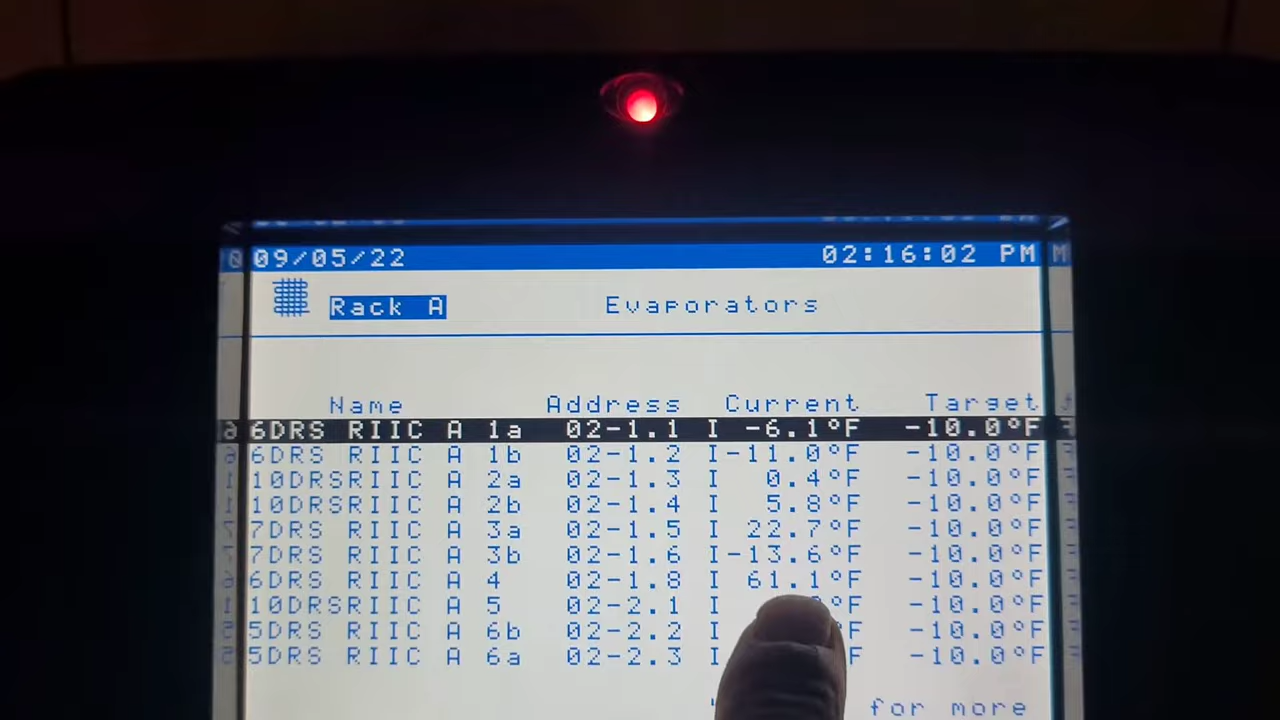 09/05/22 02:16:02 PM
Rack A Evaporators
Name Address Current Target
6DRS RIIC A 1a 02-1.1 I -6.1°F -10.0°F
6DRS RIIC A 1b 02-1.2 I-11.0°F -10.0°F
10DRSRIIC A 2a 02-1.3 I 0.4°F -10.0°F
10DRSRIIC A 2b 02-1.4 I 5.8°F -10.0°F
7DRS RIIC A 3a 02-1.5 I 22.7°F -10.0°F
7DRS RIIC A 3b 02-1.6 I-13.6°F -10.0°F
6DRS RIIC A 4 02-1.8 I 61.1°F -10.0°F
10DRSRIIC A 5 02-2.1 I °F -10.0°F
5DRS RIIC A 6b 02-2.2 I °F -10.0°F
5DRS RIIC A 6a 02-2.3 I °F -10.0°F
for more